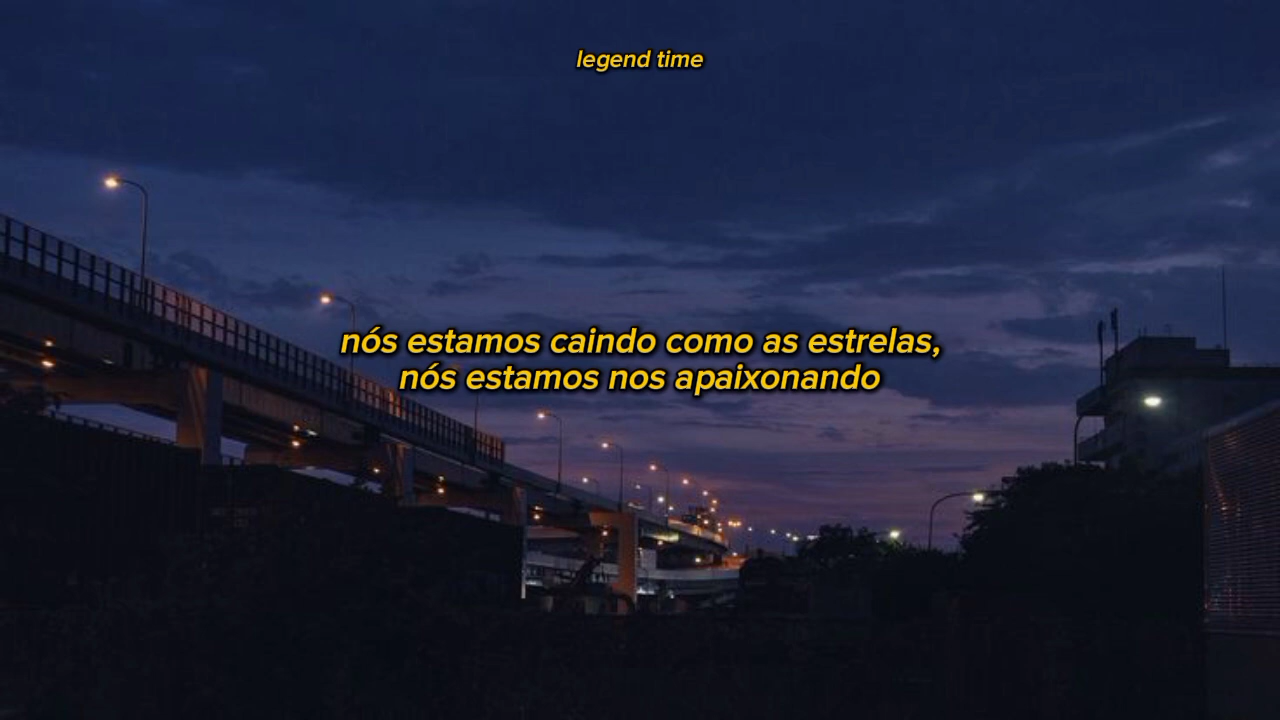 legend time
nós estamos caindo como as estrelas,
nós estamos nos apaixonando